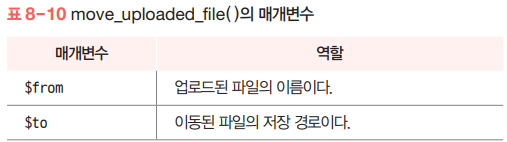 표 8-10 move_uploaded_file()의 매개변수
매개변수 역할
$from 업로드된 파일의 이름이다.
$to 이동된 파일의 저장 경로이다.